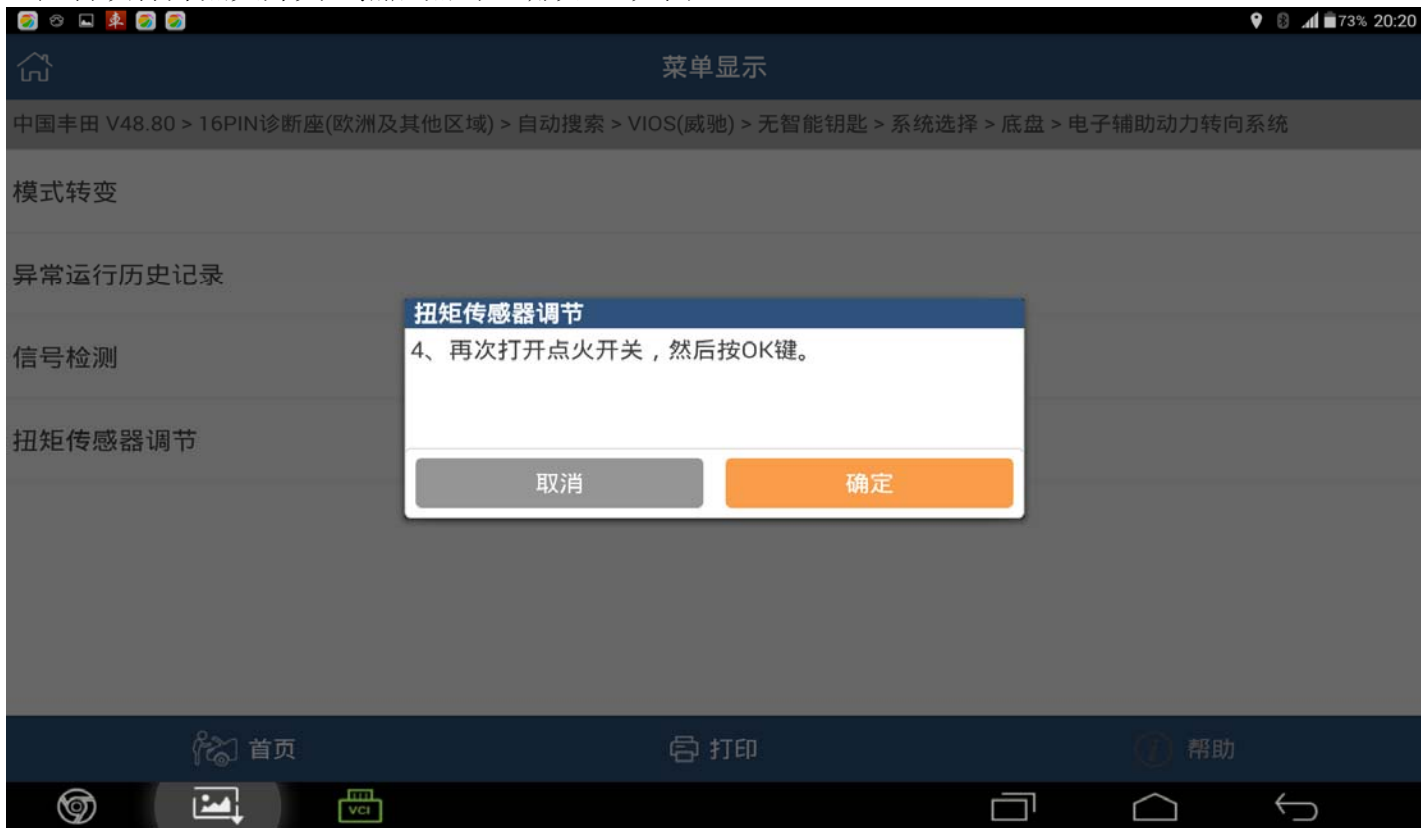 73% 20:20
菜单显示
中国丰田 V48.80 > 16PIN诊断座(欧洲及其他区域) > 自动搜索 > VIOS(威驰) > 无智能钥匙 > 系统选择 > 底盘 > 电子辅助动力转向系统
模式转变
异常运行历史记录
信号检测
扭矩传感器调节
扭矩传感器调节
4、再次打开点火开关，然后按OK键。
取消
确定
首页
打印
帮助
VCI